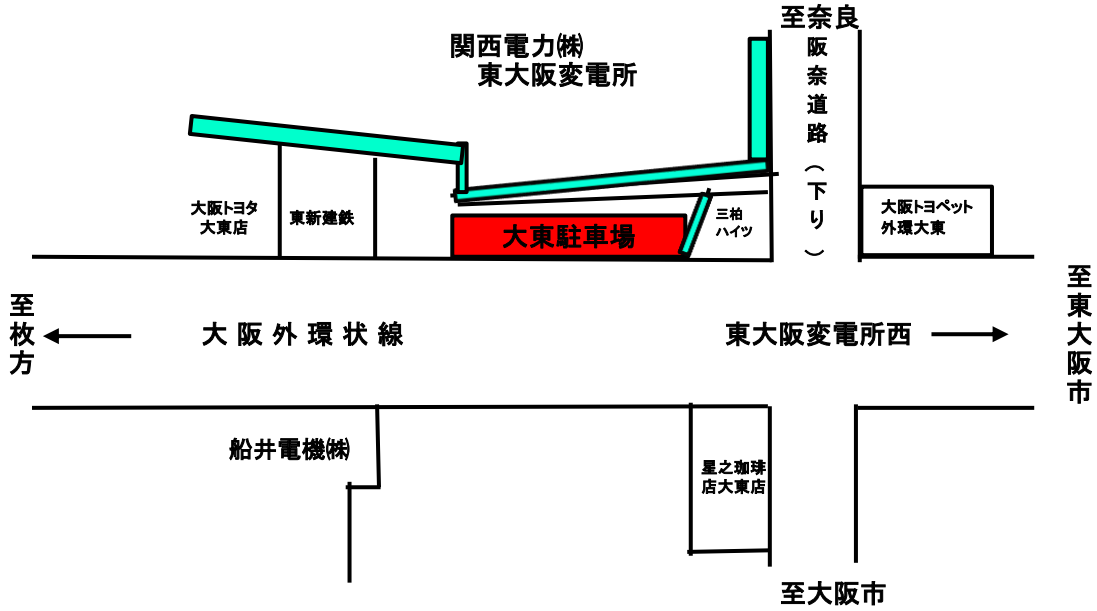 至奈良
関西電力㈱
東大阪変電所
阪奈道路（下り）
大阪トヨタ
大東店
東新建鉄
大東駐車場
三柏
ハイツ
大阪トヨペット
外環大東
至枚方
大阪外環状線
東大阪変電所西
至東大阪市
船井電機㈱
星之珈琲
店大東店
至大阪市